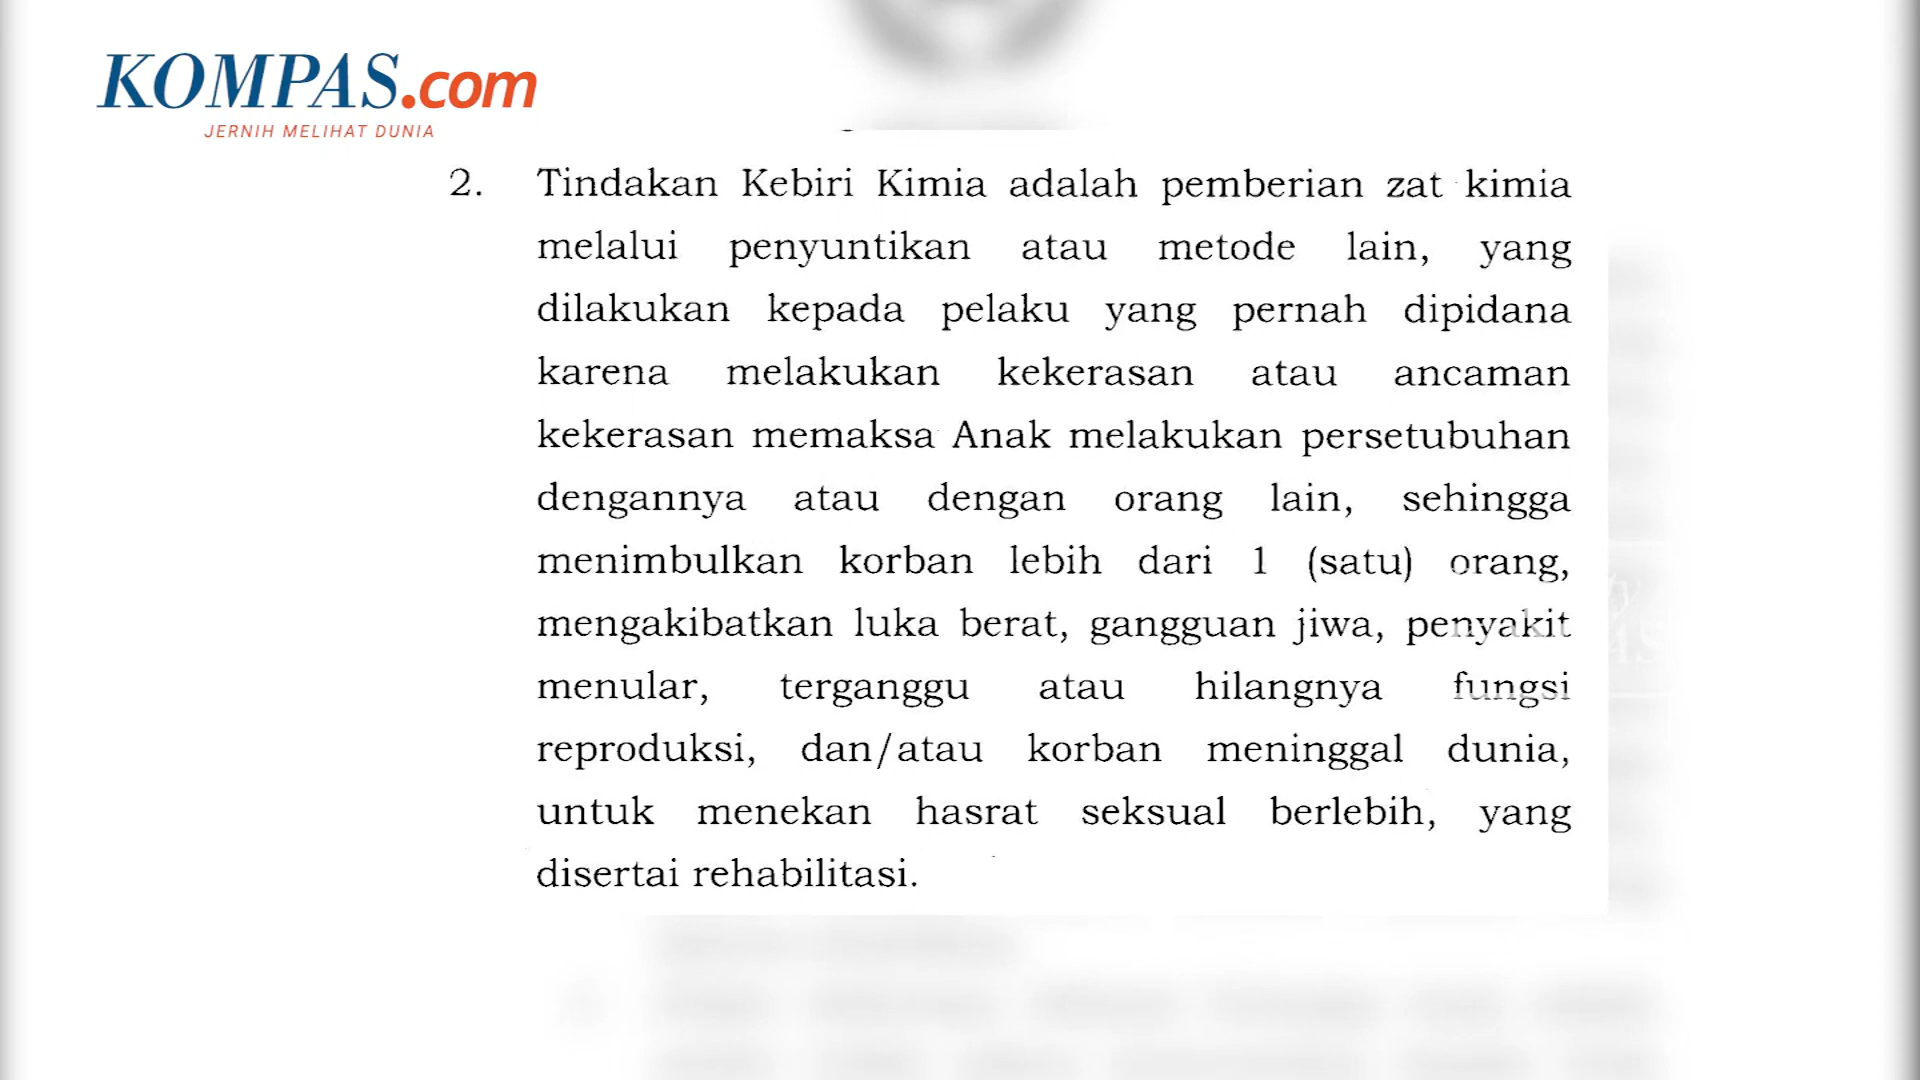 KOMPAS.com
JERNIH MELIHAT DUNIA
2. Tindakan Kebiri Kimia adalah pemberian zat kimia
melalui penyuntikan atau metode lain, yang
dilakukan kepada pelaku yang pernah dipidana
karena melakukan kekerasan atau ancaman
kekerasan memaksa Anak melakukan persetubuhan
dengannya atau dengan orang lain, sehingga
menimbulkan korban lebih dari 1 (satu) orang,
mengakibatkan luka berat, gangguan jiwa, penyakit
menular, terganggu atau hilangnya fungsi
reproduksi, dan/atau korban meninggal dunia,
untuk menekan hasrat seksual berlebih, yang
disertai rehabilitasi.